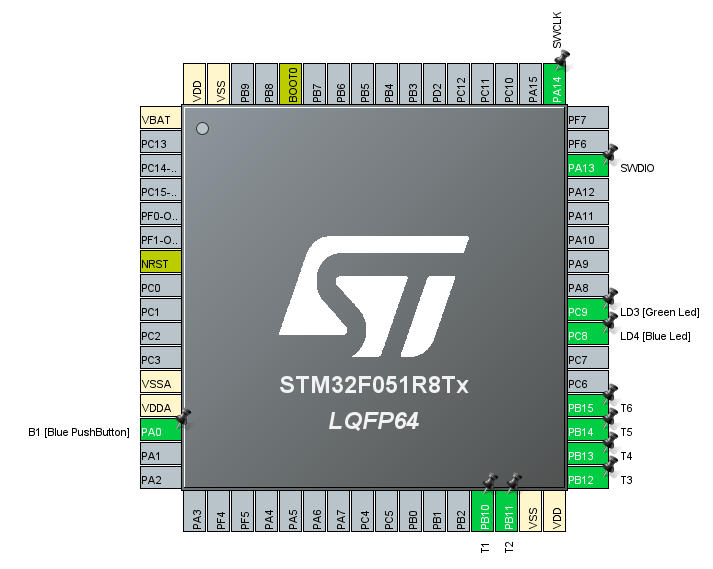 SWCLK
VDD
VSS
PB9
PB8
BOOT0
PB7
PB6
PB5
PB4
PB3
PD2
PC12
PC11
PC10
PA15
PA14
VBAT
PC13
PC14-..
PC15-..
PF0-O..
PF1-O..
NRST
PC0
PC1
PC2
PC3
VSSA
VDDA
B1 [Blue PushButton]
PA0
PA1
PA2
STM32F051R8Tx
LQFP64
PF7
PF6
PA13 SWDIO
PA12
PA11
PA10
PA9
PA8
PC9 LD3 [Green Led]
PC8 LD4 [Blue Led]
PC7
PC6
PB15 T6
PB14 T5
PB13 T4
PB12 T3
PA3
PF4
PF5
PA4
PA5
PA6
PA7
PC4
PC5
PB0
PB1
PB2
PB10
PB11
VSS
VDD
T1
T2